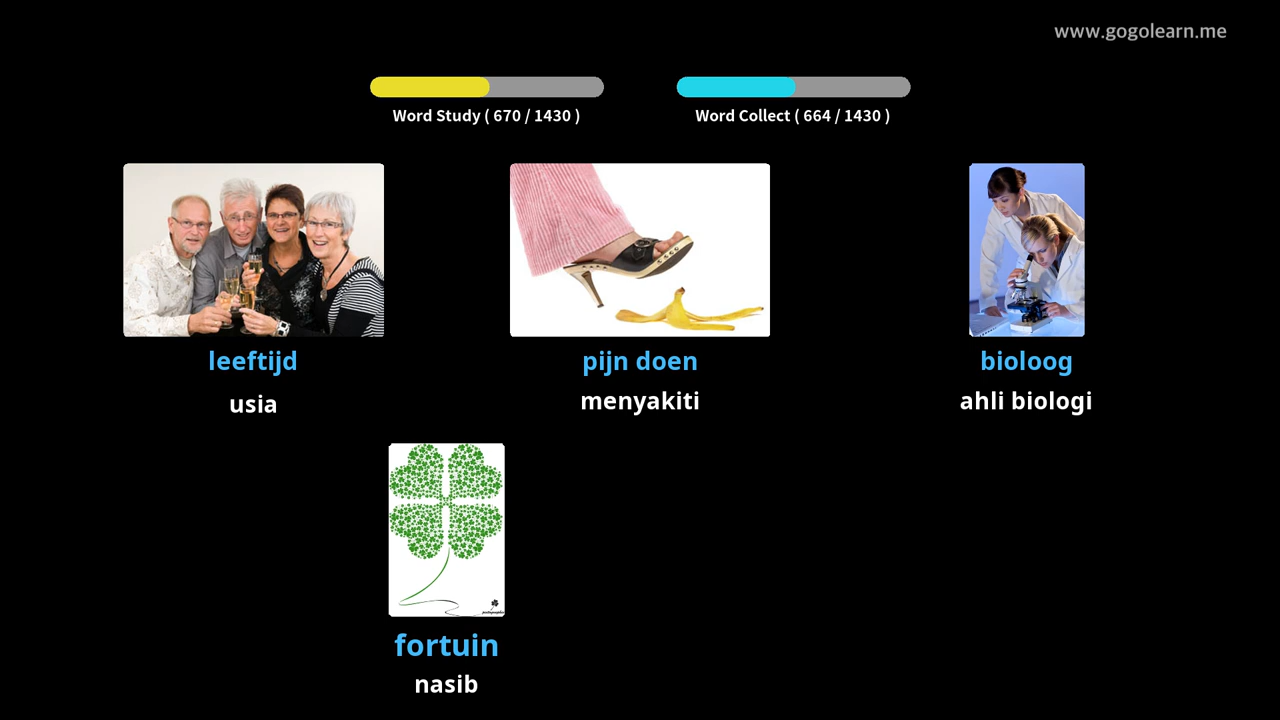 www.gogolearn.me
Word Study ( 670 / 1430 )
Word Collect ( 664 / 1430 )
leeftijd
pijn doen
bioloog
usia
menyakiti
ahli biologi
fortuin
nasib